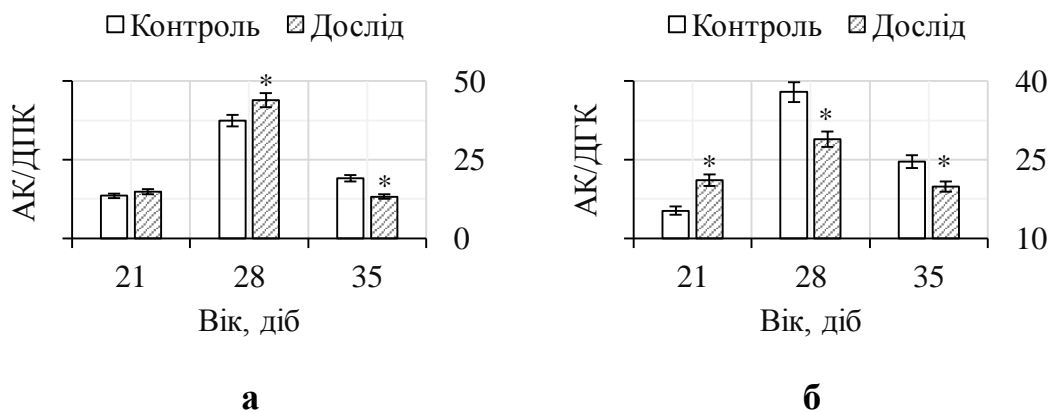 Контроль Дослід
АК/ДПК
50
25
0
* *
21 28 35
Вік, діб
а
Контроль Дослід
АК/ДГК
40
25
10
* * *
21 28 35
Вік, діб
б